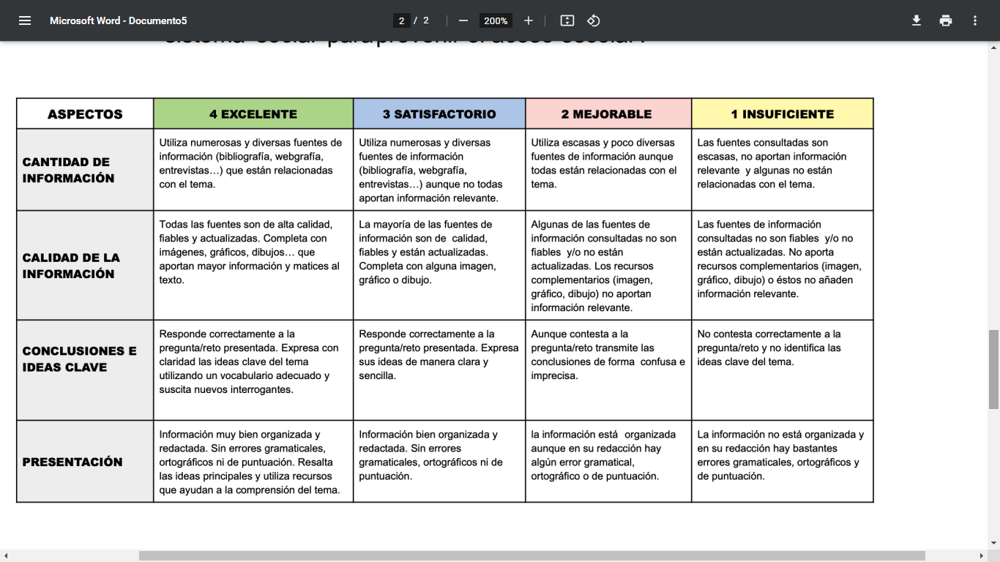 Microsoft Word - Documento5
2 / 2
200%
sistema social para prevenir el acoso escolar?
ASPECTOS
4 EXCELENTE
3 SATISFACTORIO
2 MEJORABLE
1 INSUFICIENTE
CANTIDAD DE
INFORMACIÓN
Utiliza numerosas y diversas fuentes de
información (bibliografía, webgrafía,
entrevistas…) que están relacionadas
con el tema.
Utiliza numerosas y diversas
fuentes de información
(bibliografía, webgrafía,
entrevistas…) aunque no todas
aportan información relevante.
Utiliza escasas y poco diversas
fuentes de información aunque
todas están relacionadas con el
tema.
Las fuentes consultadas son
escasas, no aportan información
relevante y algunas no están
relacionadas con el tema.
CALIDAD DE LA
INFORMACIÓN
Todas las fuentes son de alta calidad,
fiables y actualizadas. Completa con
imágenes, gráficos, dibujos… que
aportan mayor información y matices al
texto.
La mayoría de las fuentes de
información son de calidad,
fiables y están actualizadas.
Completa con alguna imagen,
gráfico o dibujo.
Algunas de las fuentes de
información consultadas no son
fiables y/o no están
actualizadas. Los recursos
complementarios (imagen,
gráfico, dibujo) no aportan
información relevante.
Las fuentes de información
consultadas no son fiables y/o no
están actualizadas. No aporta
recursos complementarios (imagen,
gráfico, dibujo) o éstos no añaden
información relevante.
CONCLUSIONES E
IDEAS CLAVE
Responde correctamente a la
pregunta/reto presentada. Expresa con
claridad las ideas clave del tema
utilizando un vocabulario adecuado y
suscita nuevos interrogantes.
Responde correctamente a la
pregunta/reto presentada. Expresa
sus ideas de manera clara y
sencilla.
Aunque contesta a la
pregunta/reto transmite las
conclusiones de forma confusa e
imprecisa.
No contesta correctamente a la
pregunta/reto y no identifica las
ideas clave del tema.
PRESENTACIÓN
Información muy bien organizada y
redactada. Sin errores gramaticales,
ortográficos ni de puntuación. Resalta
las ideas principales y utiliza recursos
que ayudan a la comprensión del tema.
Información bien organizada y
redactada. Sin errores
gramaticales, ortográficos ni de
puntuación.
la información está organizada
aunque en su redacción hay
algún error gramatical,
ortográfico o de puntuación.
La información no está organizada y
en su redacción hay bastantes
errores gramaticales, ortográficos y
de puntuación.